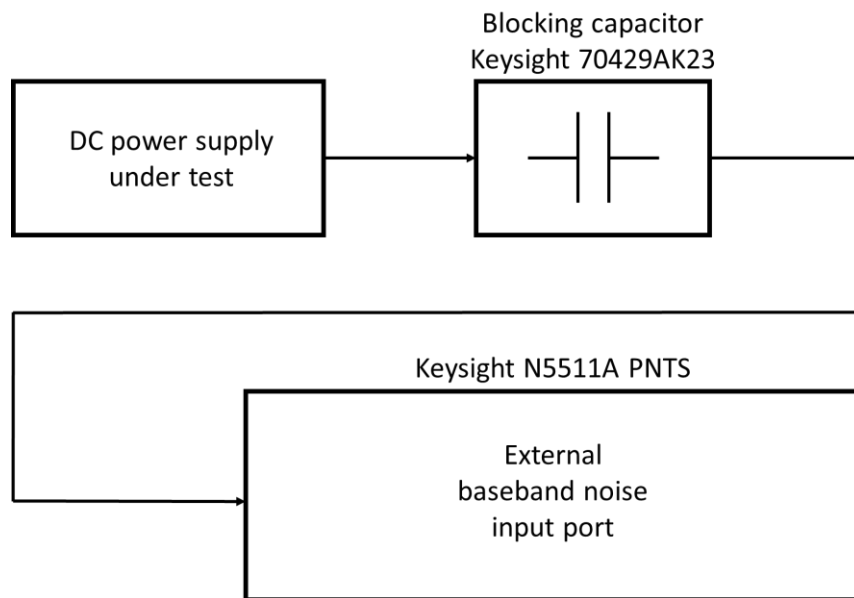 Blocking capacitor
Keysight 70429AK23
DC power supply
under test
Keysight N5511A PNTS
External
baseband noise
input port